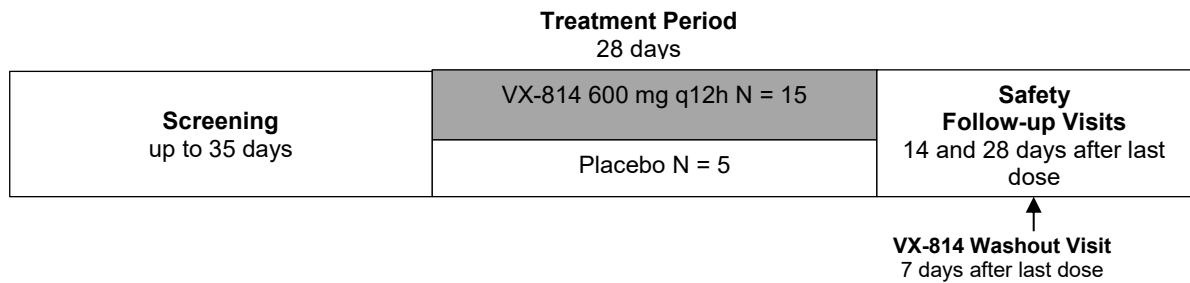 Treatment Period
28 days
Screening
up to 35 days
VX-814 600 mg q12h N = 15
Placebo N = 5
Safety
Follow-up Visits
14 and 28 days after last
dose
VX-814 Washout Visit
7 days after last dose